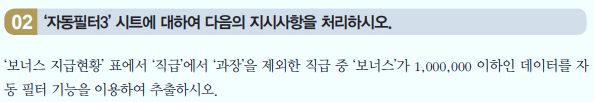 02 ‘자동필터3’ 시트에 대하여 다음의 지시사항을 처리하시오.
‘보너스 지급현황’ 표에서 ‘직급’에서 ‘과장’을 제외한 직급 중 ‘보너스’가 1,000,000 이하인 데이터를 자
동 필터 기능을 이용하여 추출하시오.